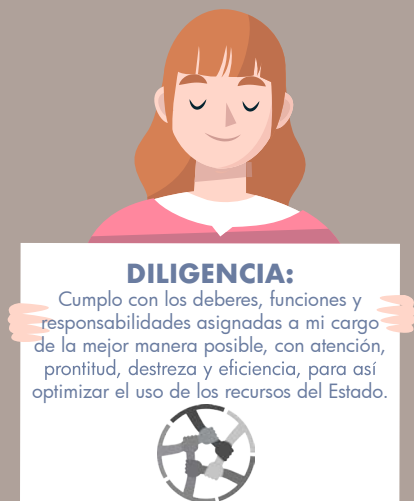 DILIGENCIA:
Cumplo con los deberes, funciones y
responsabilidades asignadas a mi cargo
de la mejor manera posible, con atención,
prontitud, destreza y eficiencia, para así
optimizar el uso de los recursos del Estado.